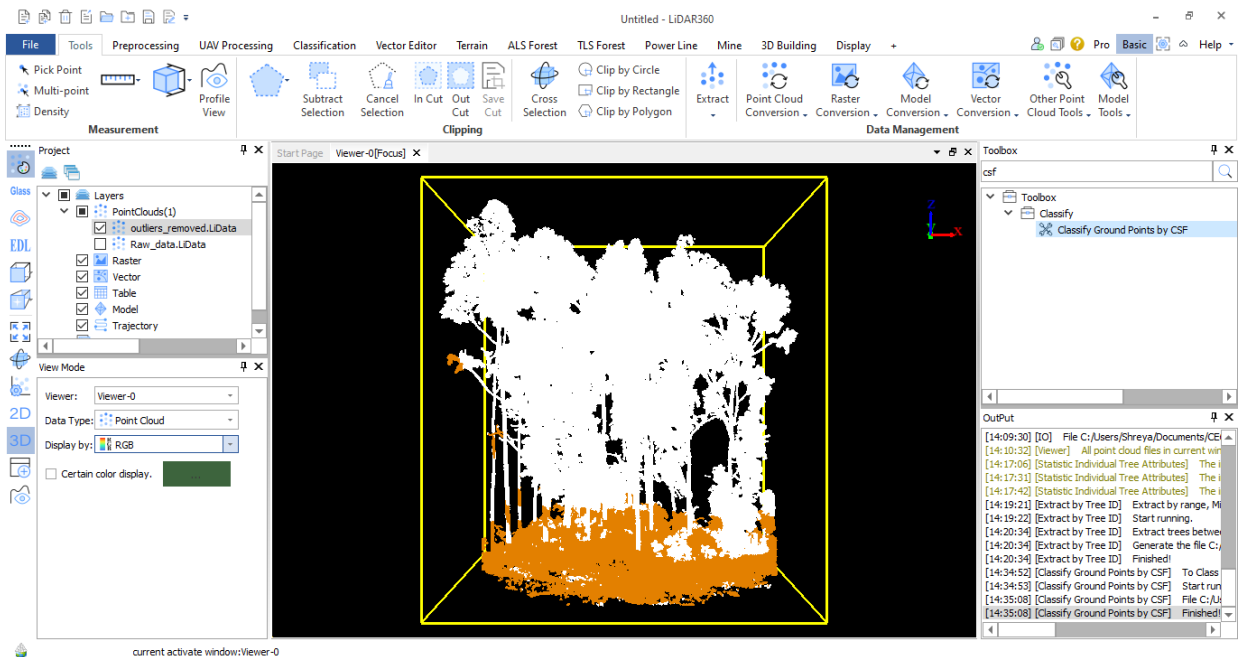 Untitled - LiDAR360
File Tools Preprocessing UAV Processing Classification Vector Editor Terrain ALS Forest TLS Forest Power Line Mine 3D Building Display + Pro Basic Help
Pick Point
Multi-point
Density
Profile View
Measurement
Subtract Selection
Cancel Selection
In Cut
Out Cut
Save Cut
Cross Selection
Clip by Circle
Clip by Rectangle
Clip by Polygon
Clipping
Extract
Point Cloud Conversion
Raster Conversion
Model Conversion
Vector Conversion
Other Point Cloud Tools
Model Tools
Data Management
Glass
EDL
2D
3D
Project
Layers
PointClouds(1)
outliers_removed.LiData
Raw_data.LiData
Raster
Vector
Table
Model
Trajectory
View Mode
Viewer: Viewer-0
Data Type: Point Cloud
Display by: RGB
Certain color display. ...
Start Page Viewer-0[Focus]
Z
Y
X
Toolbox
csf
Toolbox
Classify
Classify Ground Points by CSF
OutPut
[14:09:30] [IO] File C:/Users/Shreya/Documents/CE
[14:10:32] [Viewer] All point cloud files in current win
[14:17:06] [Statistic Individual Tree Attributes] The i
[14:17:31] [Statistic Individual Tree Attributes] The i
[14:17:42] [Statistic Individual Tree Attributes] The i
[14:19:21] [Extract by Tree ID] Extract by range, Mi
[14:19:22] [Extract by Tree ID] Start running.
[14:20:34] [Extract by Tree ID] Extract trees betwe
[14:20:34] [Extract by Tree ID] Generate the file C:/
[14:20:34] [Extract by Tree ID] Finished!
[14:34:52] [Classify Ground Points by CSF] To Class
[14:34:53] [Classify Ground Points by CSF] Start run
[14:35:08] [Classify Ground Points by CSF] File C:/Us
[14:35:08] [Classify Ground Points by CSF] Finished!
current activate window:Viewer-0